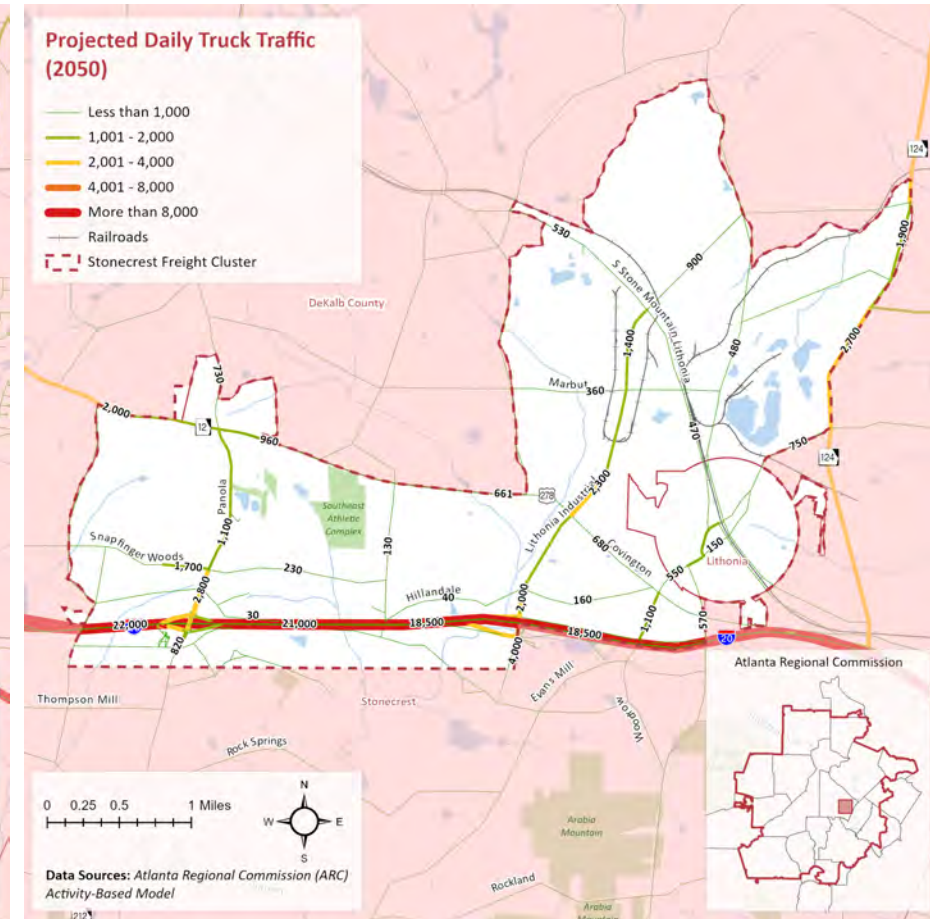 Projected Daily Truck Traffic
(2050)
Less than 1,000
1,001 - 2,000
2,001 - 4,000
4,001 - 8,000
More than 8,000
Railroads
Stonecrest Freight Cluster
DeKalb County
124
530
S Stone Mountain Lithonia
900
1,900
1,400
480
2,700
Marbut
360
470
730
2,000
12
960
661
278
750
124
Panola
1,100
Southeast
Athletic
Complex
130
Lithonia Industrial
2,300
680
Covington
150
Lithonia
550
Snapfinger Woods
1,700
230
2,800
Hillandale
40
160
2,000
1,100
570
30
22,000
21,000
18,500
18,500
20
820
4,000
Evans Mill
Woodrow
Thompson Mill
Stonecrest
Rock Springs
Arabia
Mountain
Rockland
Arabia
Mountain
212
Atlanta Regional Commission
0 0.25 0.5 1 Miles
N
W E
S
Data Sources: Atlanta Regional Commission (ARC)
Activity-Based Model